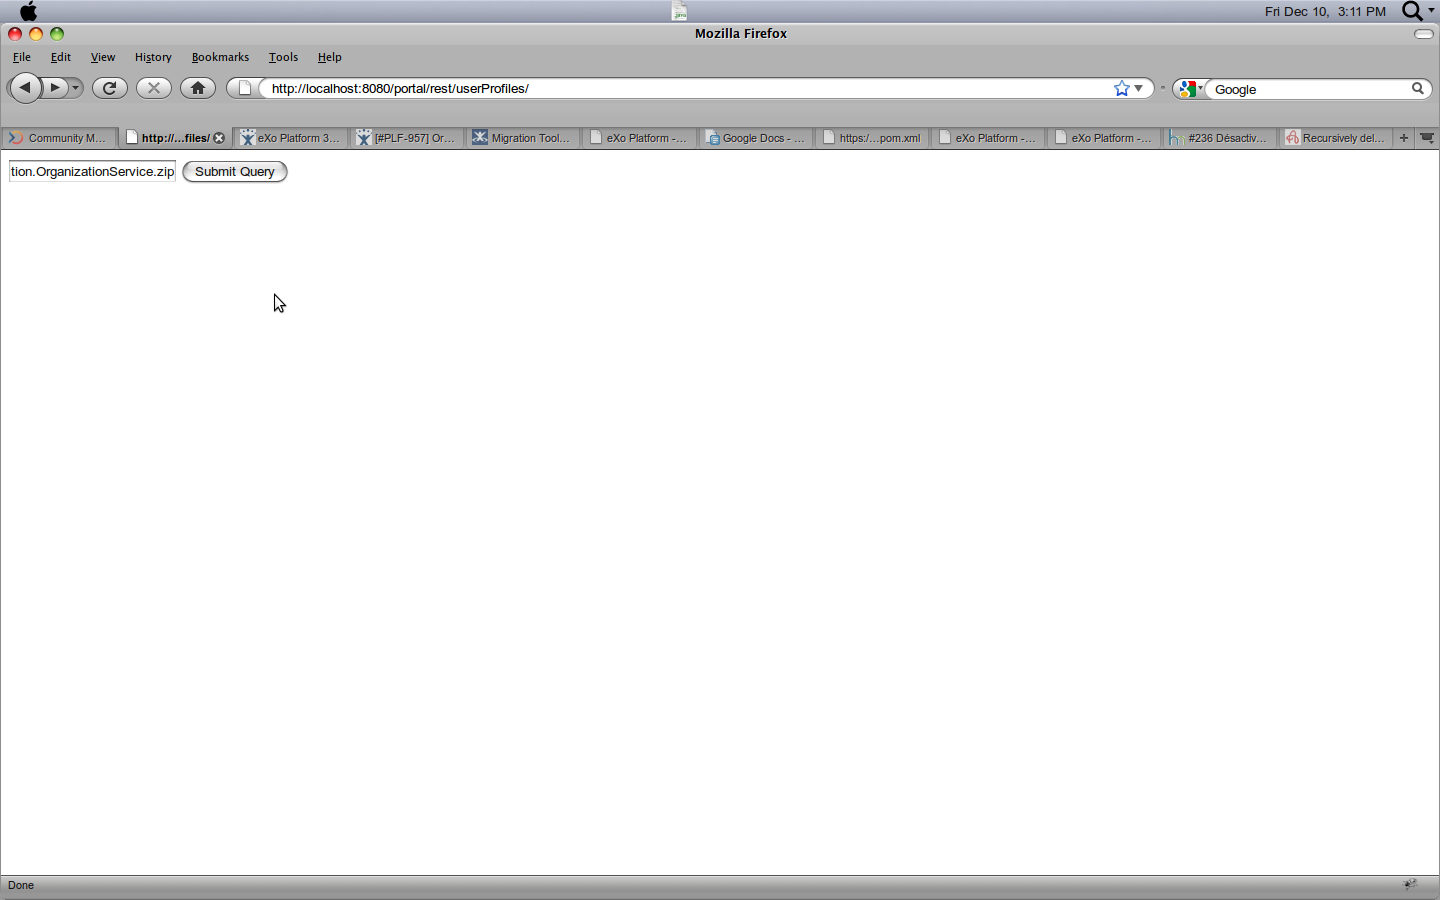 Fri Dec 10, 3:11 PM
Mozilla Firefox
File Edit View History Bookmarks Tools Help
http://localhost:8080/portal/rest/userProfiles/ Google
Community M... http://...files/ eXo Platform 3... [#PLF-957] Or... Migration Tool... eXo Platform -... Google Docs - ... https:/...pom.xml eXo Platform -... eXo Platform -... #236 Désactiv... Recursively del...
tion.OrganizationService.zip Submit Query
Done